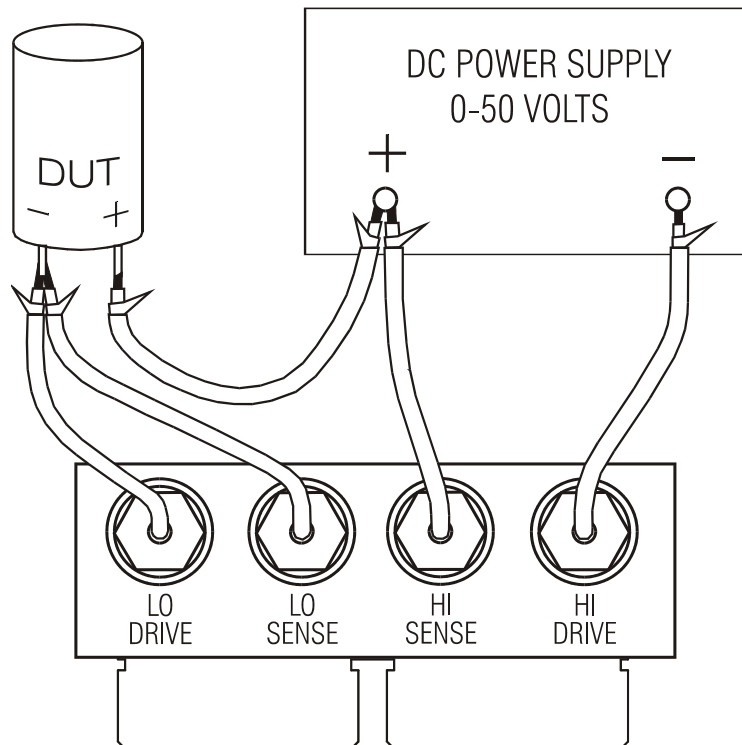 DC POWER SUPPLY
0-50 VOLTS
+ −
DUT
− +
LO DRIVE
LO SENSE
HI SENSE
HI DRIVE